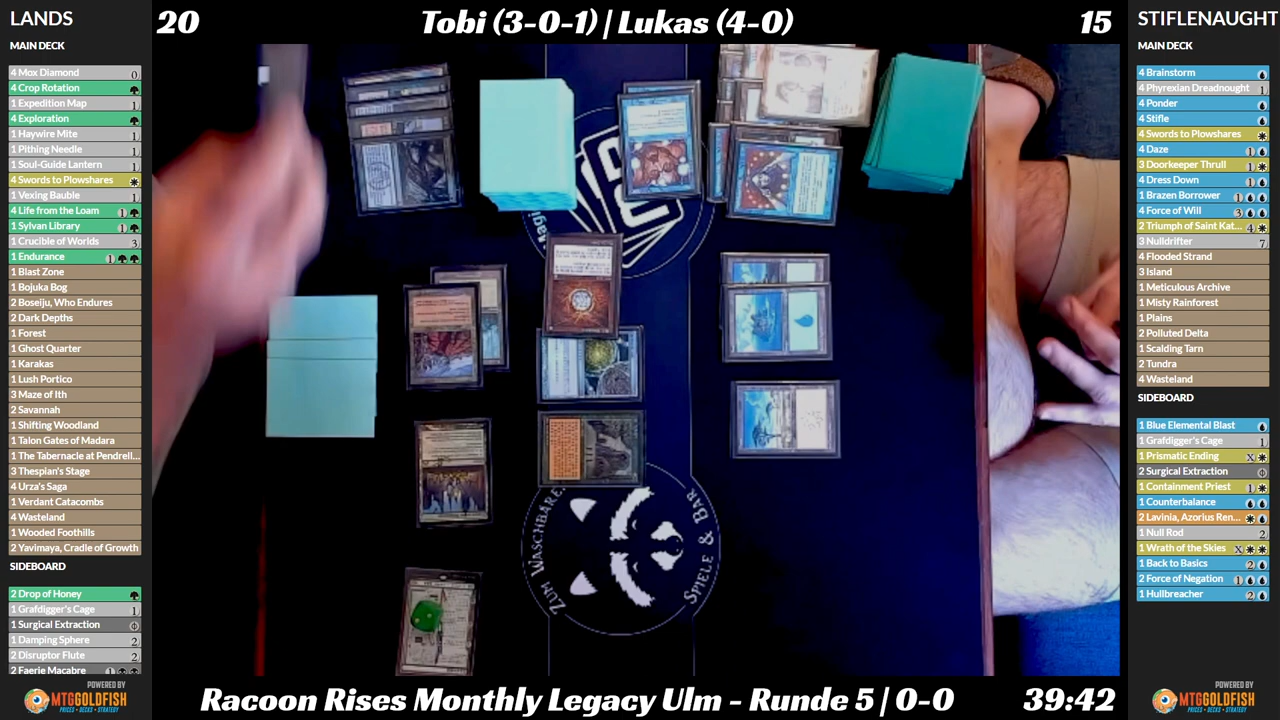 LANDS
20
Tobi (3-0-1) | Lukas (4-0)
15
STIFLENAUGHT
MAIN DECK
4 Mox Diamond 0
4 Crop Rotation
1 Expedition Map 1
4 Exploration
1 Haywire Mite 1
1 Pithing Needle 1
1 Soul-Guide Lantern 1
4 Swords to Plowshares
1 Vexing Bauble 1
4 Life from the Loam 1
1 Sylvan Library 1
1 Crucible of Worlds 3
1 Endurance 1
1 Blast Zone
1 Bojuka Bog
2 Boseiju, Who Endures
2 Dark Depths
1 Forest
1 Ghost Quarter
1 Karakas
1 Lush Portico
3 Maze of Ith
2 Savannah
1 Shifting Woodland
1 Talon Gates of Madara
1 The Tabernacle at Pendrell...
3 Thespian's Stage
4 Urza's Saga
1 Verdant Catacombs
4 Wasteland
1 Wooded Foothills
2 Yavimaya, Cradle of Growth
SIDEBOARD
2 Drop of Honey
1 Grafdigger's Cage 1
1 Surgical Extraction
1 Damping Sphere 2
2 Disruptor Flute 2
2 Faerie Macabre 1
POWERED BY
MTGGOLDFISH
PRICES • DECKS • STRATEGY
MAIN DECK
4 Brainstorm
4 Phyrexian Dreadnought 1
4 Ponder
4 Stifle
4 Swords to Plowshares
4 Daze 1
3 Doorkeeper Thrull 1
4 Dress Down 1
1 Brazen Borrower 1
4 Force of Will 3
2 Triumph of Saint Kat... 4
3 Nulldrifter 7
4 Flooded Strand
3 Island
1 Meticulous Archive
1 Misty Rainforest
1 Plains
2 Polluted Delta
1 Scalding Tarn
2 Tundra
4 Wasteland
SIDEBOARD
1 Blue Elemental Blast
1 Grafdigger's Cage 1
1 Prismatic Ending X
2 Surgical Extraction
1 Containment Priest 1
1 Counterbalance
2 Lavinia, Azorius Ren...
1 Null Rod 2
1 Wrath of the Skies X
1 Back to Basics 2
2 Force of Negation 1
1 Hullbreacher 2
POWERED BY
MTGGOLDFISH
PRICES • DECKS • STRATEGY
ZUM WASCHBÄREN
SPIELE & BAR
Racoon Rises Monthly Legacy Ulm - Runde 5 | 0-0
39:42